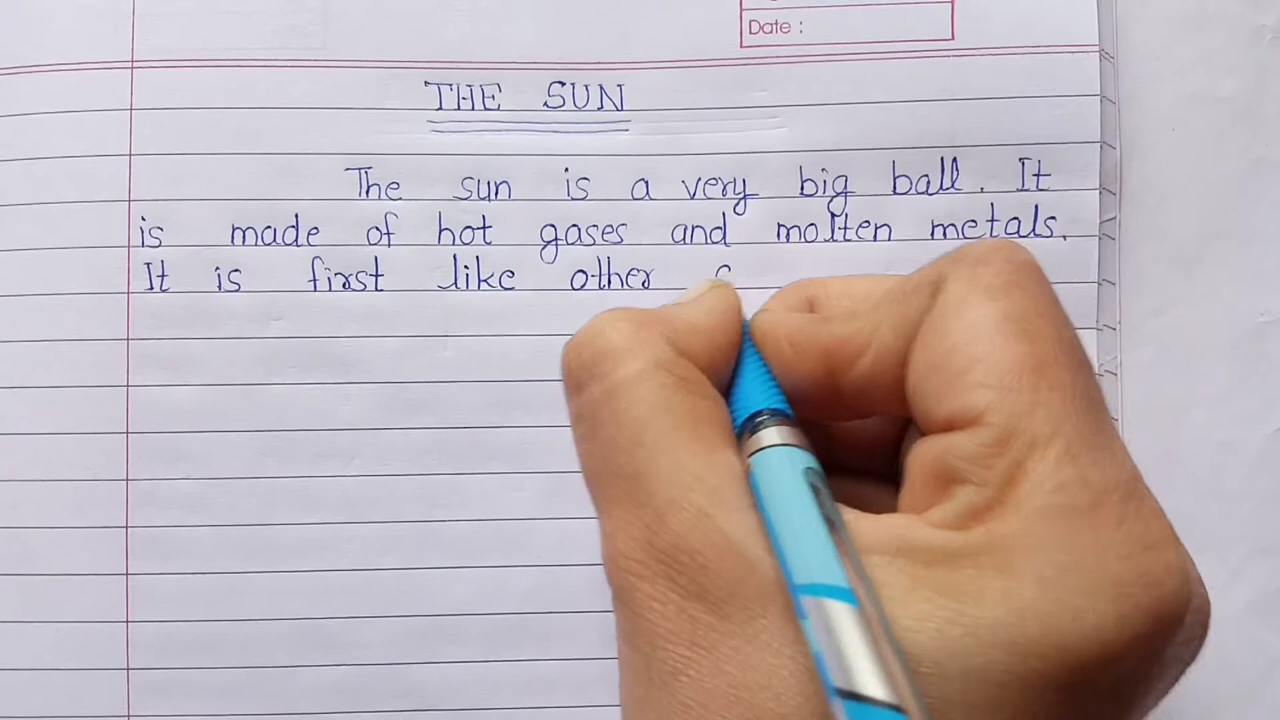 Date :
THE SUN
The sun is a very big ball. It
is made of hot gases and molten metals.
It is first like other